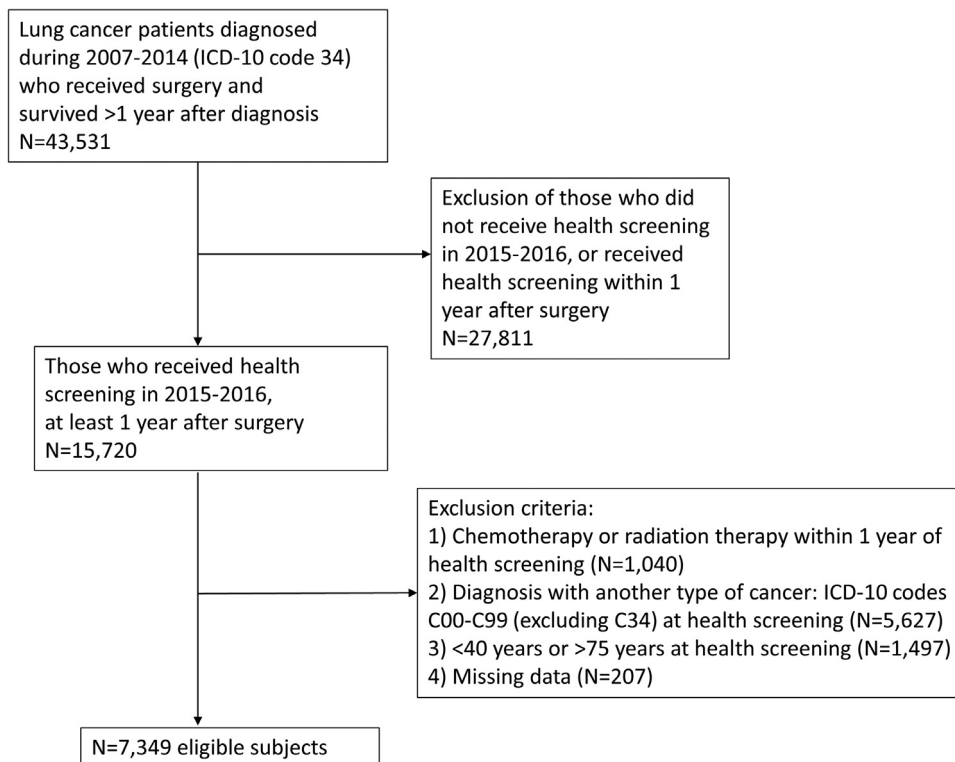 Lung cancer patients diagnosed
during 2007-2014 (ICD-10 code 34)
who received surgery and
survived >1 year after diagnosis
N=43,531
Exclusion of those who did
not receive health screening
in 2015-2016, or received
health screening within 1
year after surgery
N=27,811
Those who received health
screening in 2015-2016,
at least 1 year after surgery
N=15,720
Exclusion criteria:
1) Chemotherapy or radiation therapy within 1 year of
health screening (N=1,040)
2) Diagnosis with another type of cancer: ICD-10 codes
C00-C99 (excluding C34) at health screening (N=5,627)
3) <40 years or >75 years at health screening (N=1,497)
4) Missing data (N=207)
N=7,349 eligible subjects